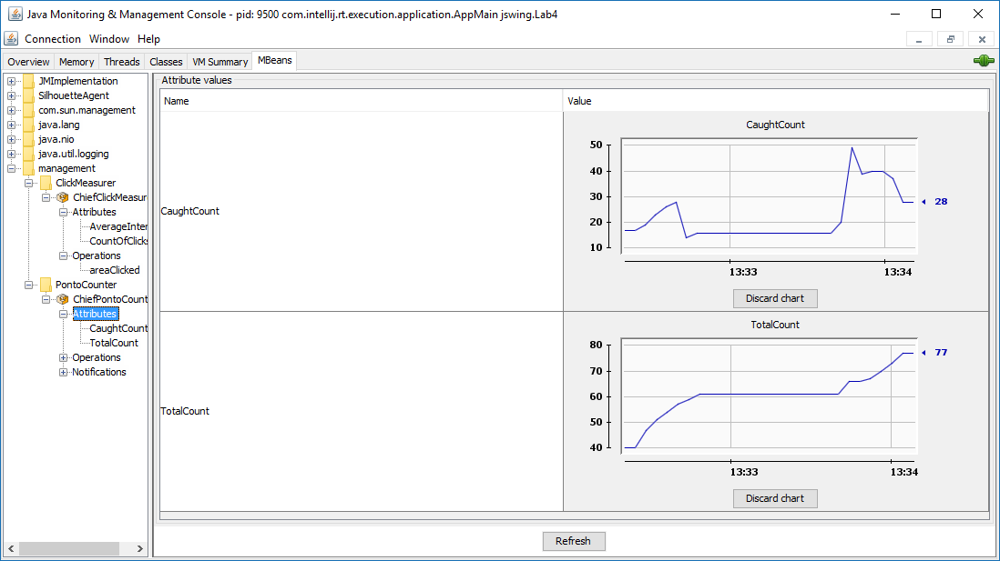 Java Monitoring & Management Console - pid: 9500 com.intellij.rt.execution.application.AppMain jswing.Lab4
Connection Window Help
Overview Memory Threads Classes VM Summary MBeans
JMImplementation
SilhouetteAgent
com.sun.management
java.lang
java.nio
java.util.logging
management
ClickMeasurer
ChiefClickMeasur
Attributes
AverageInter
CountOfClicks
Operations
areaClicked
PontoCounter
ChiefPontoCount
Attributes
CaughtCount
TotalCount
Operations
Notifications
Attribute values
Name Value
CaughtCount
CaughtCount
50
40
30
20
10
28
13:33 13:34
Discard chart
TotalCount
TotalCount
80
70
60
50
40
77
13:33 13:34
Discard chart
Refresh